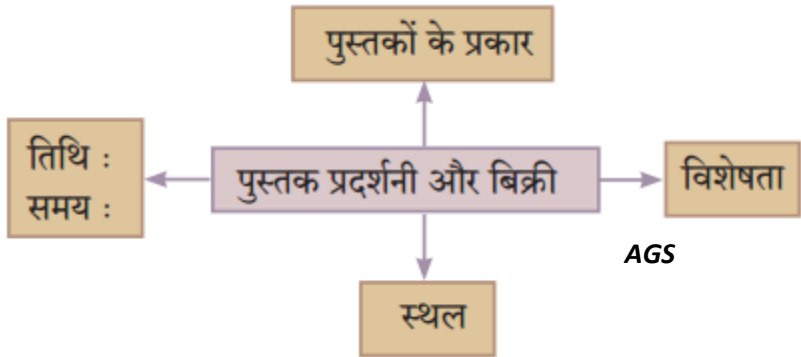 पुस्तकों के प्रकार
तिथि :
समय :
पुस्तक प्रदर्शनी और बिक्री
विशेषता
AGS
स्थल